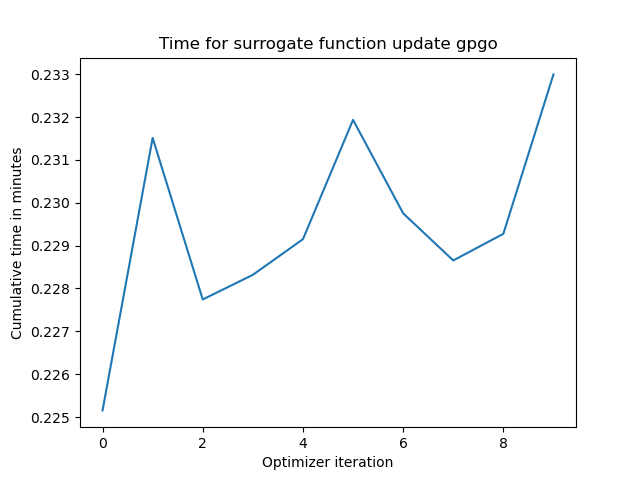 Time for surrogate function update gpgo
Cumulative time in minutes
0.233
0.232
0.231
0.230
0.229
0.228
0.227
0.226
0.225
0 2 4 6 8
Optimizer iteration